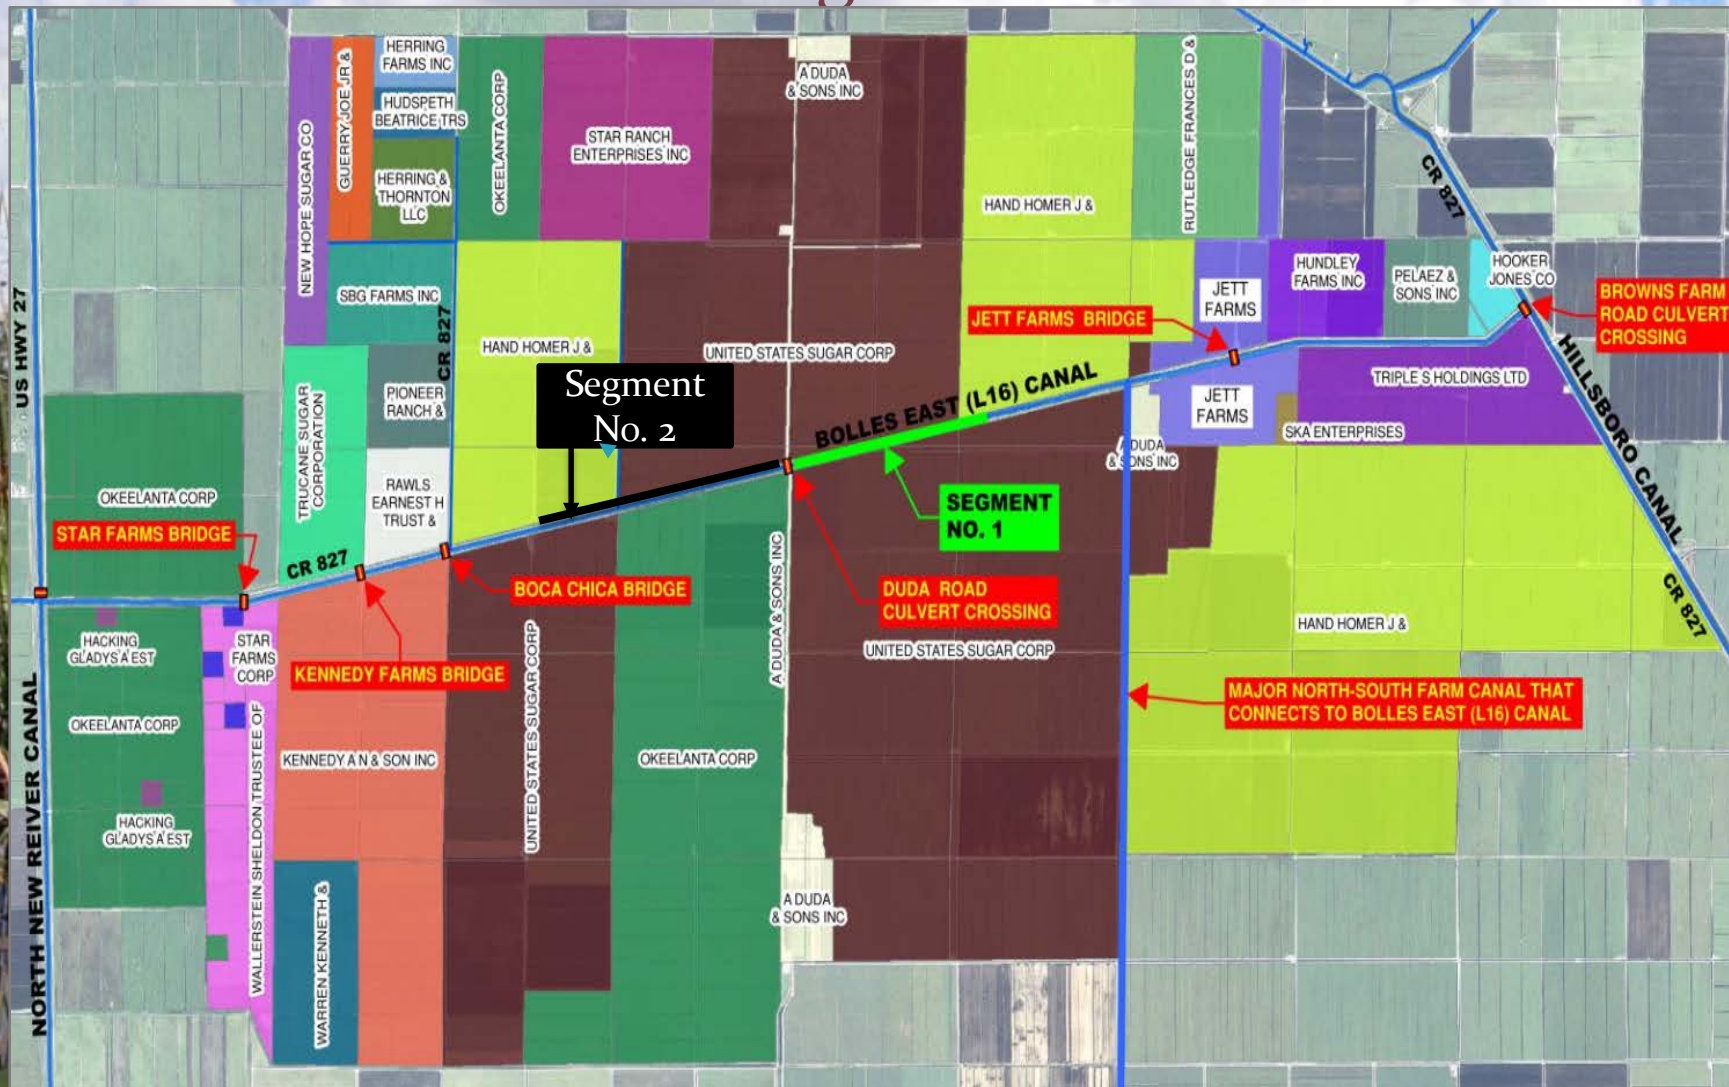 HERRING
FARMS INC
GUERRY JOE JR &
HUDSPETH
BEATRICE TRS
HERRING &
THORNTON
LLC
NEW HOPE SUGAR CO
OKEELANTA CORP
STAR RANCH
ENTERPRISES INC
A DUDA
& SONS INC
HAND HOMER J &
RUTLEDGE FRANCES D &
CR 827
US HWY 27
SBG FARMS INC
CR 827
HAND HOMER J &
UNITED STATES SUGAR CORP
JETT FARMS BRIDGE
JETT
FARMS
HUNDLEY
FARMS INC
PELAEZ &
SONS INC
HOOKER
JONES CO
BROWNS FARM
ROAD CULVERT
CROSSING
TRUCANE SUGAR
CORPORATION
PIONEER
RANCH &
Segment
No. 2
BOLLES EAST (L16) CANAL
JETT
FARMS
TRIPLE S HOLDINGS LTD
SKA ENTERPRISES
HILLSBORO CANAL
A DUDA
& SONS INC
OKEELANTA CORP
RAWLS
EARNEST H
TRUST &
SEGMENT
NO. 1
STAR FARMS BRIDGE
CR 827
BOCA CHICA BRIDGE
A DUDA & SONS INC
DUDA ROAD
CULVERT CROSSING
CR 827
HACKING
GLADYS A EST
STAR
FARMS
CORP
KENNEDY FARMS BRIDGE
UNITED STATES SUGAR CORP
UNITED STATES SUGAR CORP
HAND HOMER J &
MAJOR NORTH-SOUTH FARM CANAL THAT
CONNECTS TO BOLLES EAST (L16) CANAL
NORTH NEW REIVER CANAL
OKEELANTA CORP
WALLERSTEIN SHELDON TRUSTEE OF
KENNEDY A N & SON INC
OKEELANTA CORP
HACKING
GLADYS A EST
WARREN KENNETH &
A DUDA
& SONS INC